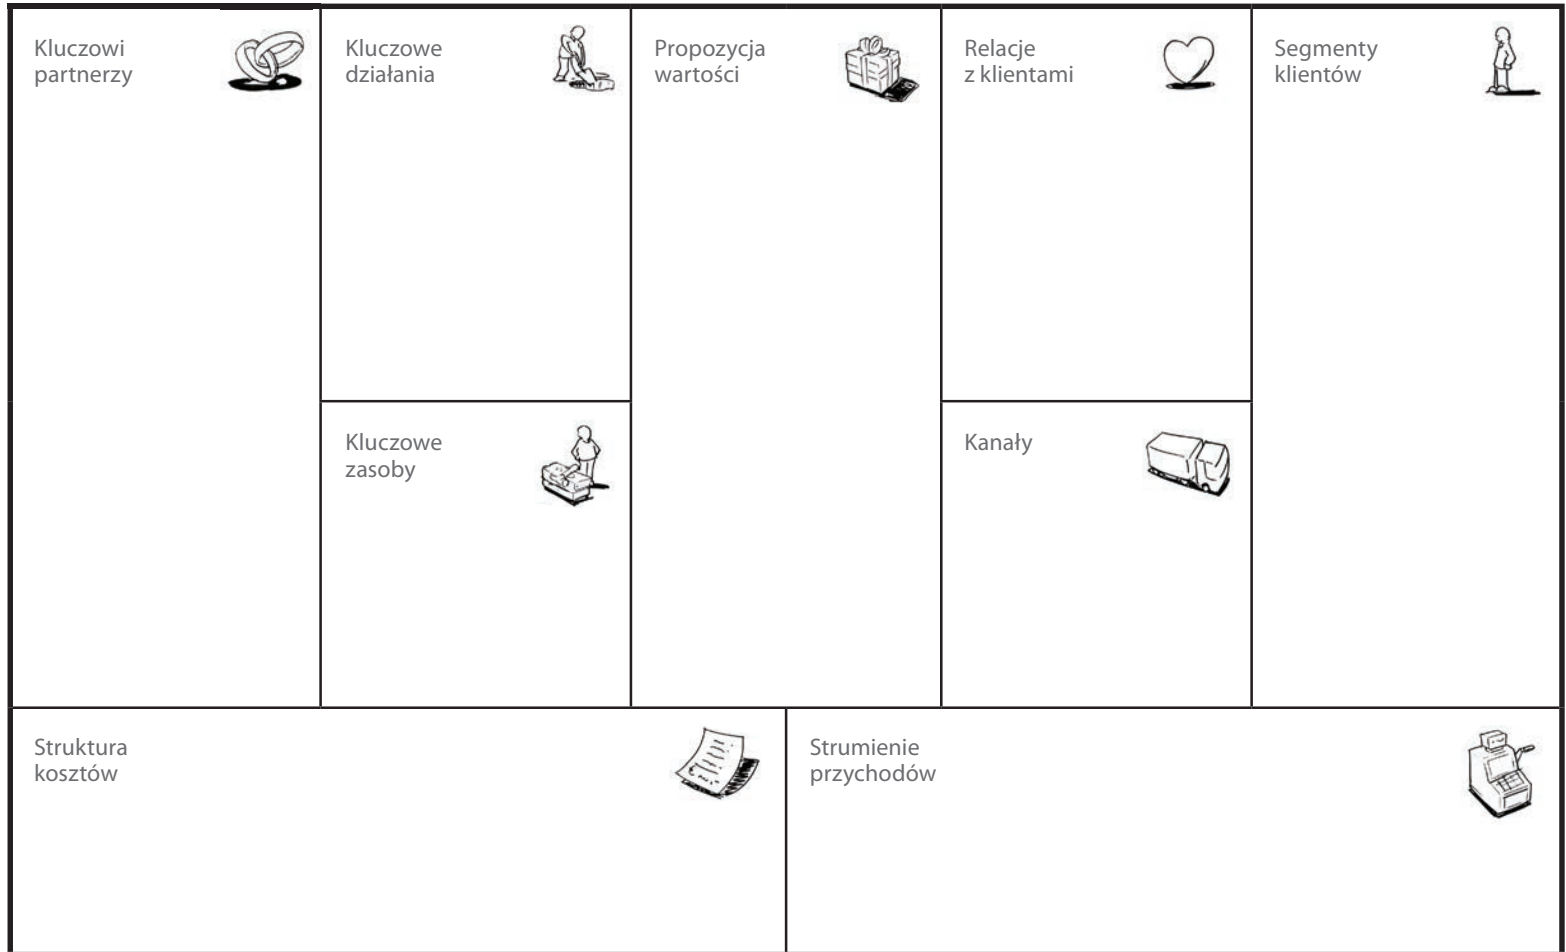 Kluczowi
partnerzy
Kluczowe
działania
Kluczowe
zasoby
Propozycja
wartości
Relacje
z klientami
Kanały
Segmenty
klientów
Struktura
kosztów
Strumienie
przychodów